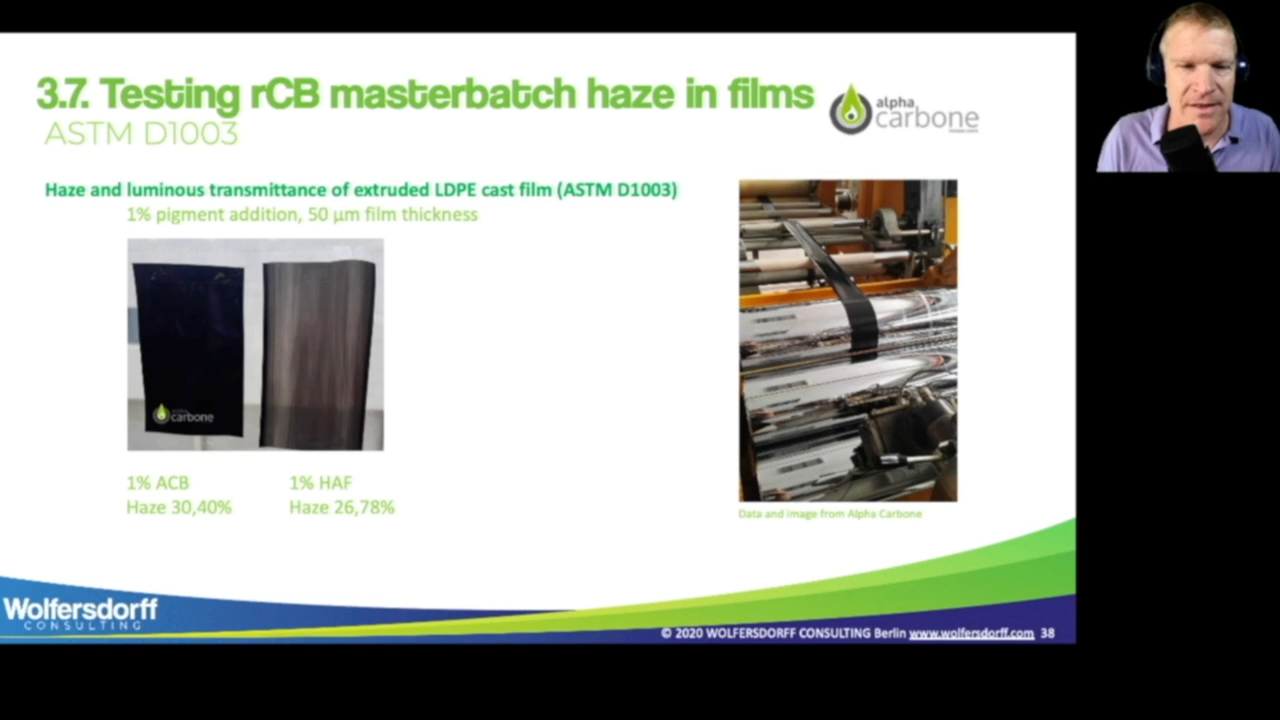 3.7. Testing rCB masterbatch haze in films
ASTM D1003
alpha
carbone
Haze and luminous transmittance of extruded LDPE cast film (ASTM D1003)
1% pigment addition, 50 µm film thickness
carbone
1% ACB
Haze 30,40%
1% HAF
Haze 26,78%
Data and image from Alpha Carbone
Wolfersdorff
CONSULTING
© 2020 WOLFERSDORFF CONSULTING Berlin www.wolfersdorff.com 38